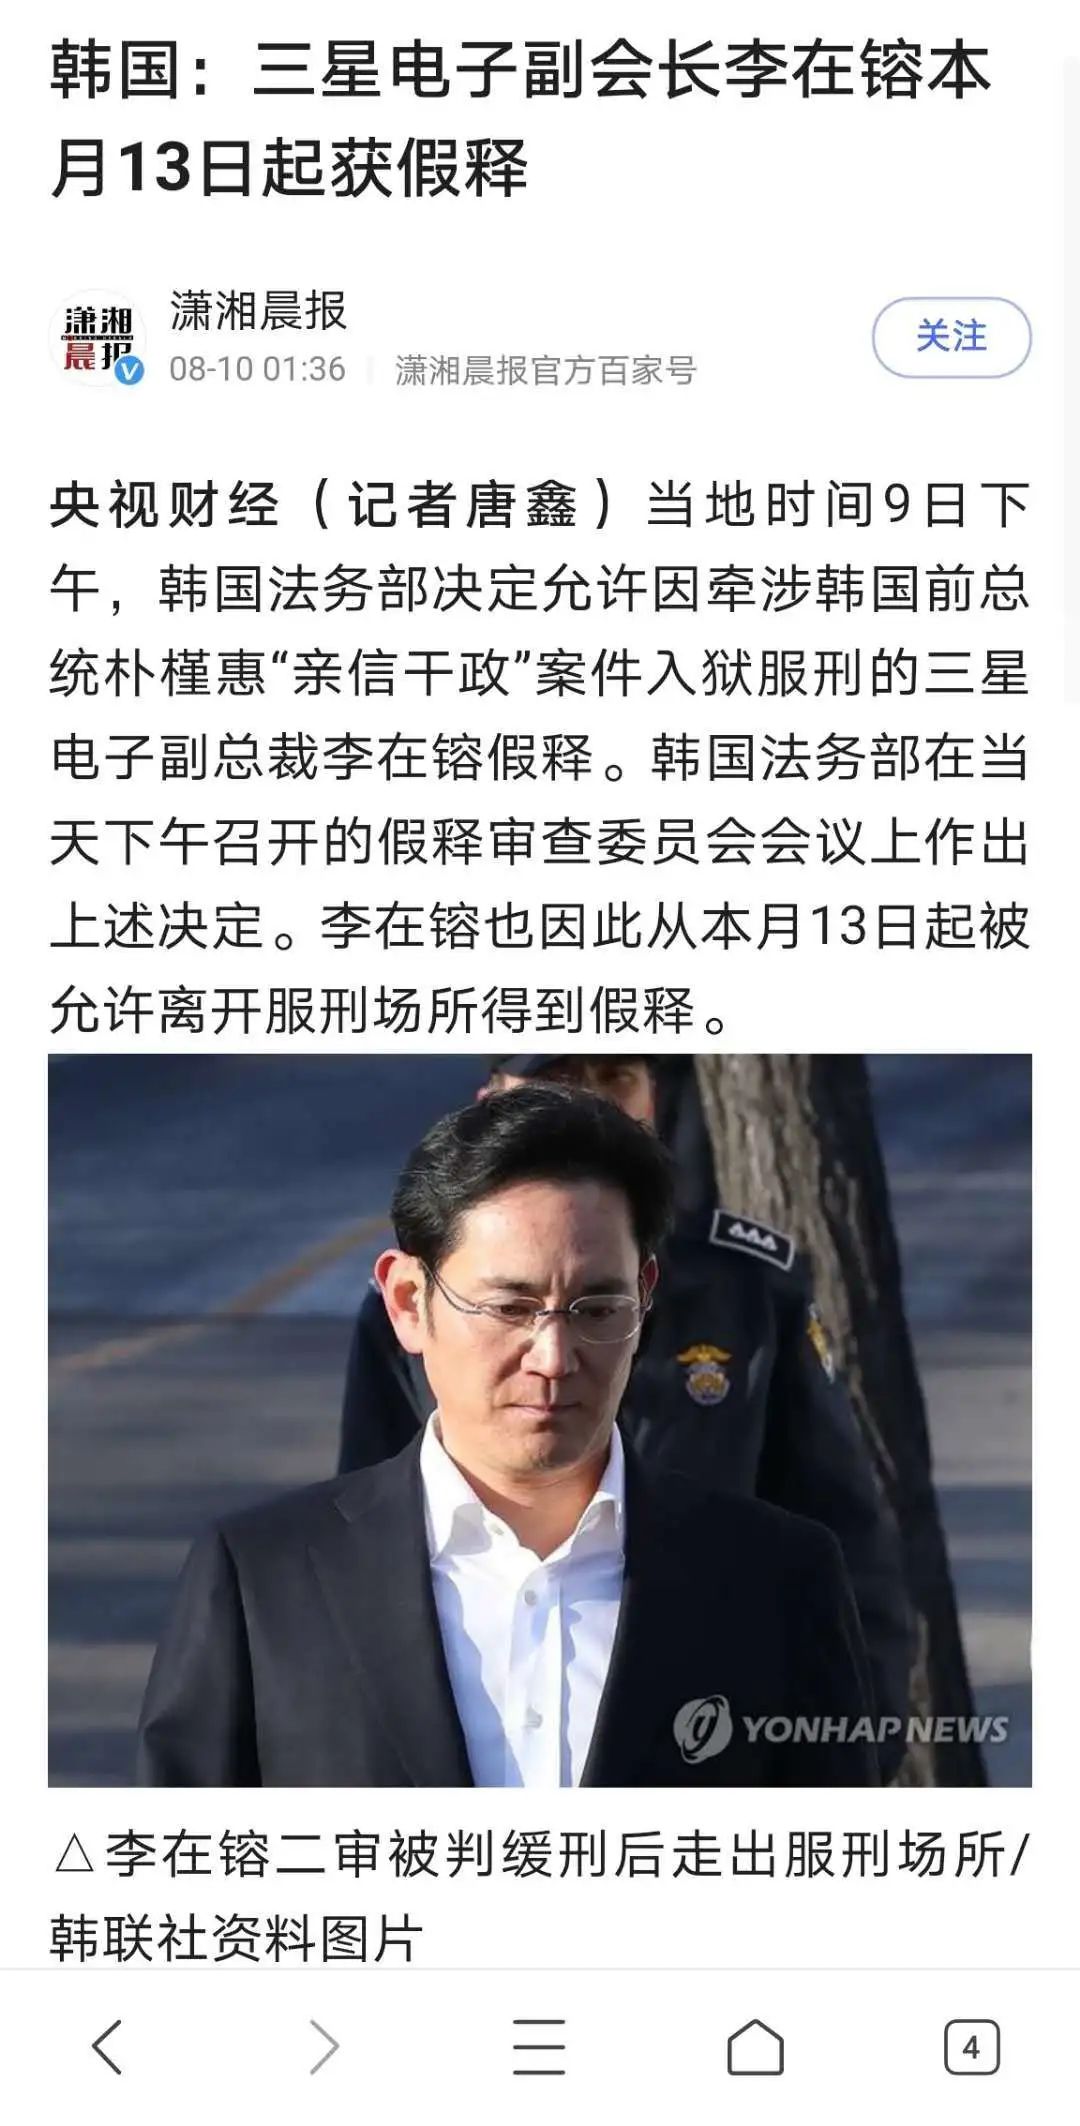 韩国：三星电子副会长李在镕本
月13日起获假释
潇湘
晨报
潇湘晨报
08-10 01:36
潇湘晨报官方百家号
关注
央视财经（记者唐鑫）当地时间9日下
午，韩国法务部决定允许因牵涉韩国前总
统朴槿惠“亲信干政”案件入狱服刑的三星
电子副总裁李在镕假释。韩国法务部在当
天下午召开的假释审查委员会会议上作出
上述决定。李在镕也因此从本月13日起被
允许离开服刑场所得到假释。
YONHAP NEWS
△李在镕二审被判缓刑后走出服刑场所/
韩联社资料图片
4